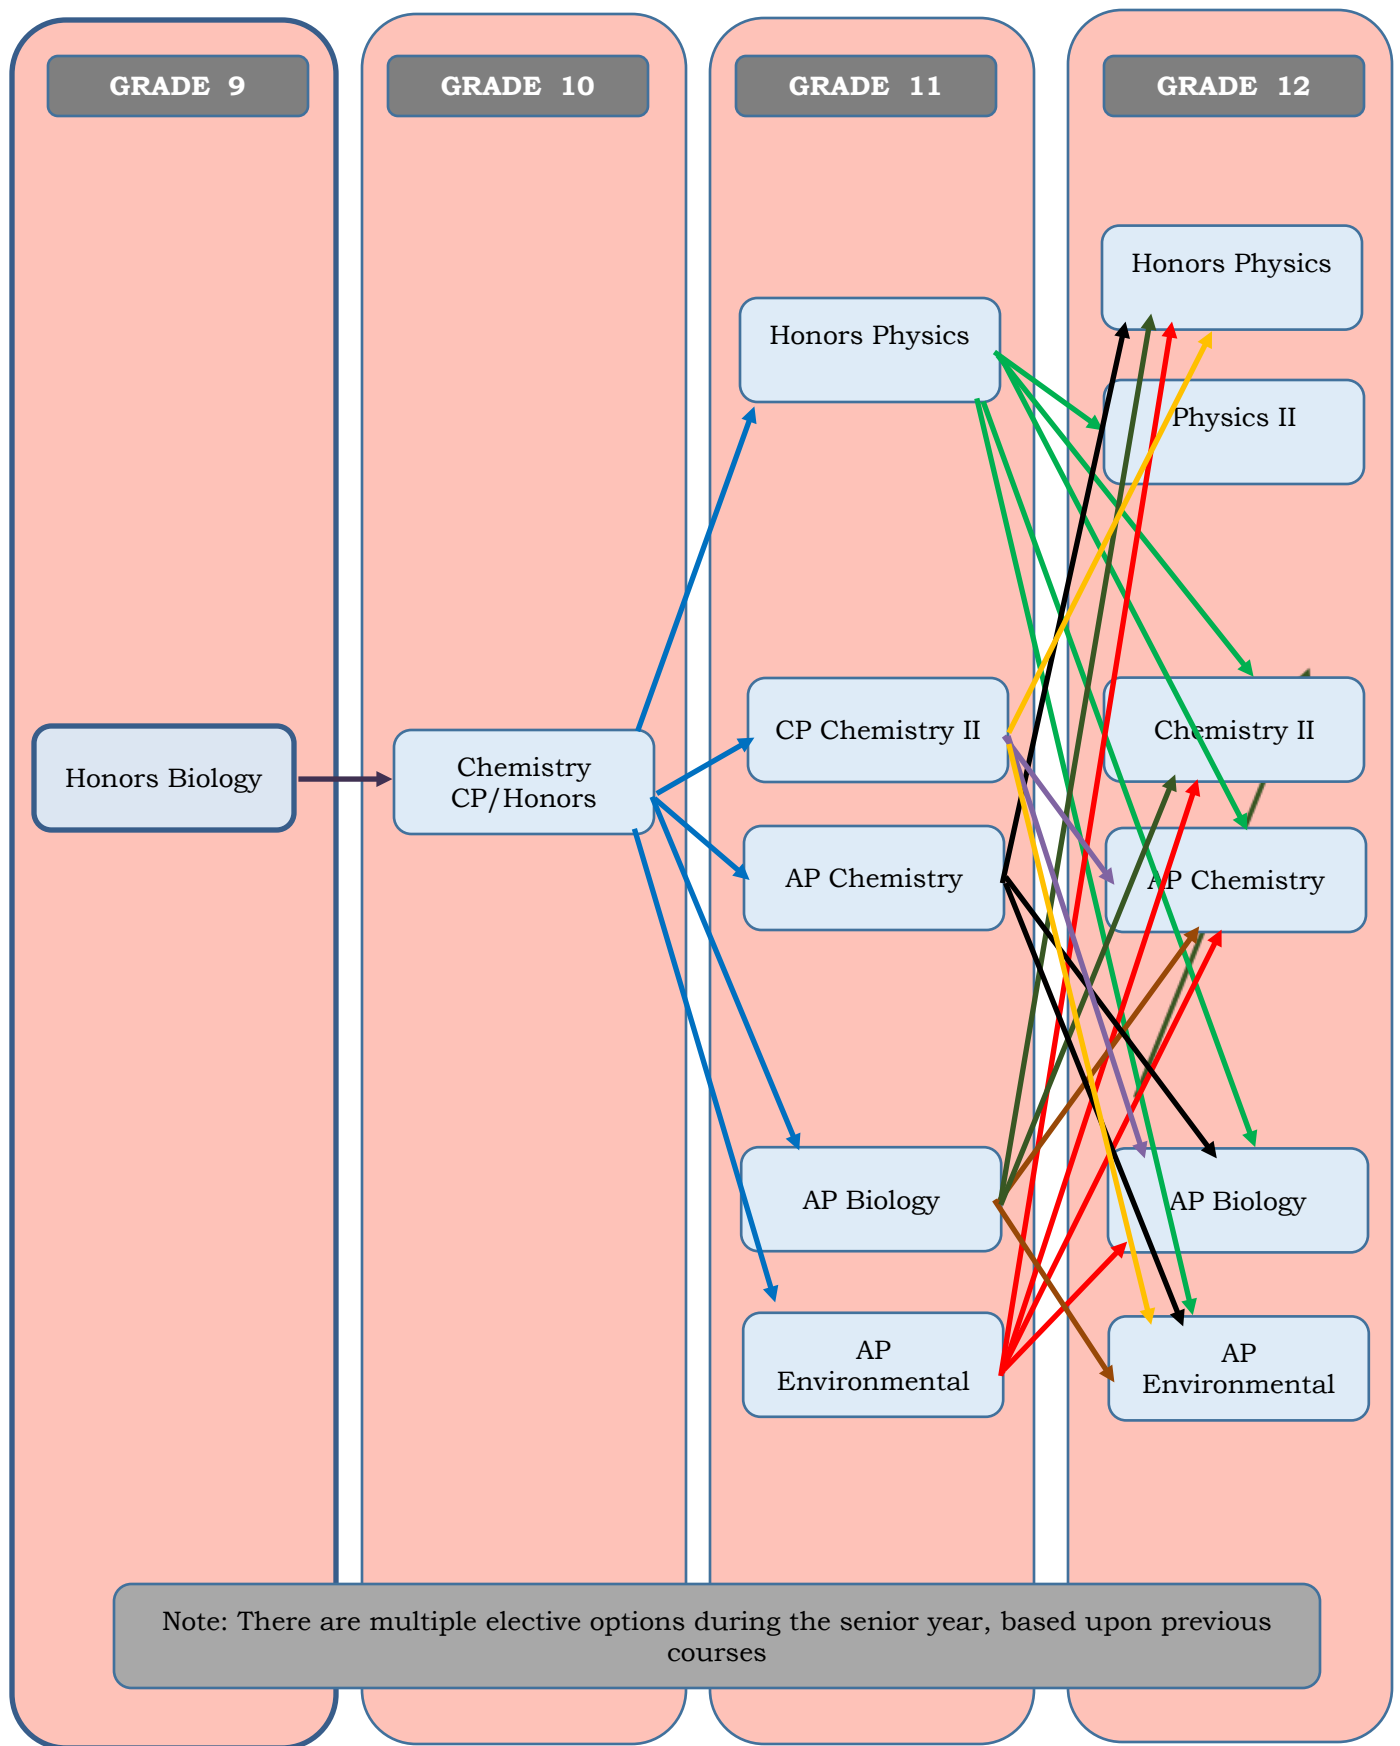 GRADE 9
GRADE 10
GRADE 11
GRADE 12
Honors Biology
Chemistry
CP/Honors
Honors Physics
CP Chemistry II
AP Chemistry
AP Biology
AP
Environmental
Honors Physics
Physics II
Chemistry II
AP Chemistry
AP Biology
AP
Environmental
Note: There are multiple elective options during the senior year, based upon previous
courses